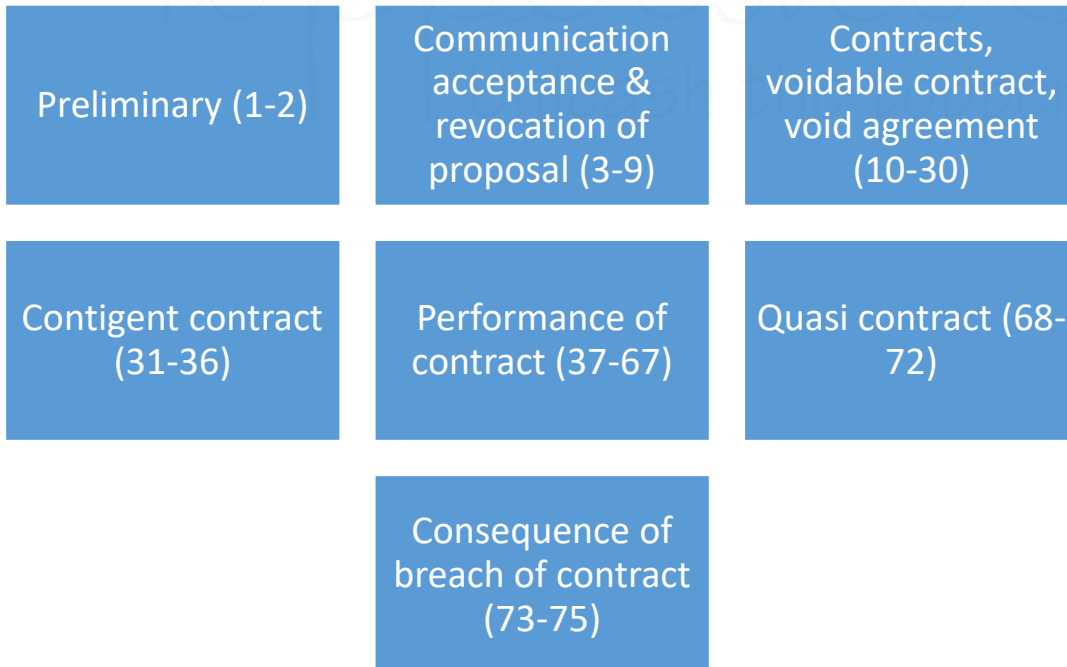 Preliminary (1-2)
Communication
acceptance &
revocation of
proposal (3-9)
Contracts,
voidable contract,
void agreement
(10-30)
Contigent contract
(31-36)
Performance of
contract (37-67)
Quasi contract (68-
72)
Consequence of
breach of contract
(73-75)